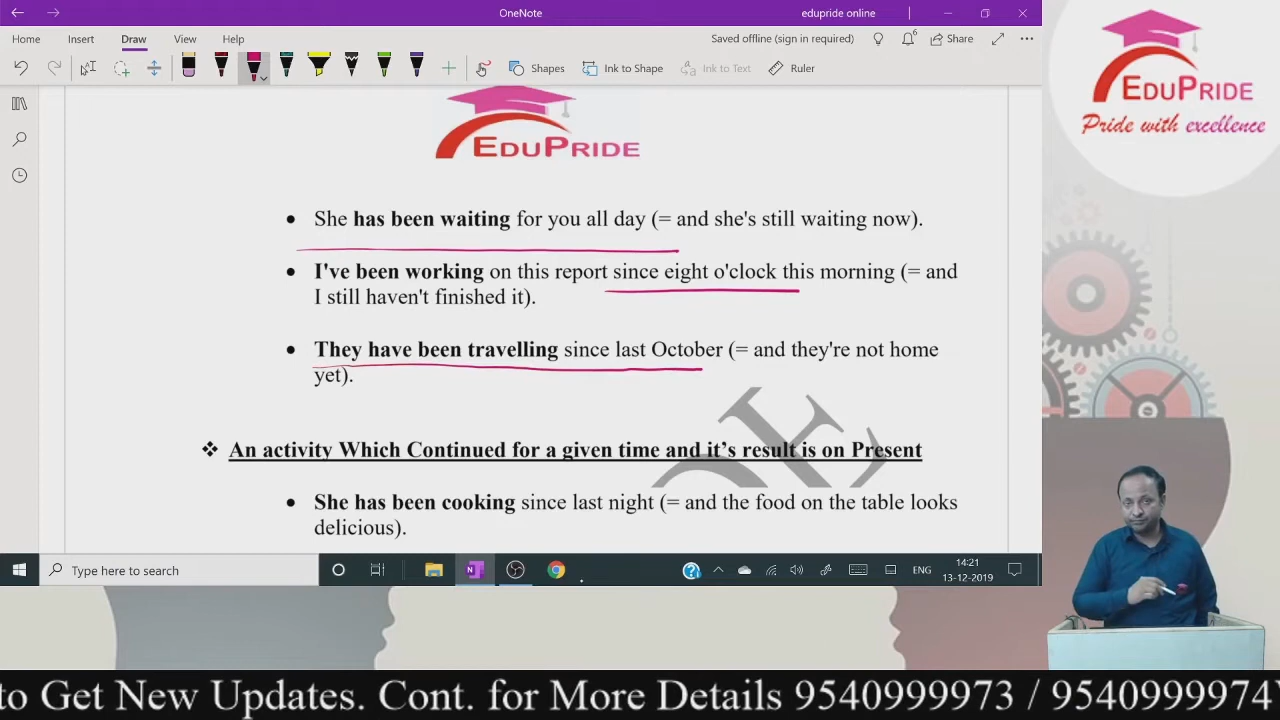 OneNote
edupride online
Home Insert Draw View Help
Saved offline (sign in required)
6
Share
Shapes
Ink to Shape
Ink to Text
Ruler
EDUPRIDE
EDUPRIDE
Pride with excellence
• She has been waiting for you all day (= and she's still waiting now).
• I've been working on this report since eight o'clock this morning (= and
I still haven't finished it).
• They have been travelling since last October (= and they're not home
yet).
❖ An activity Which Continued for a given time and it’s result is on Present
• She has been cooking since last night (= and the food on the table looks
delicious).
Type here to search
ENG
14:21
13-12-2019
to Get New Updates. Cont. for More Details 9540999973 / 9540999974